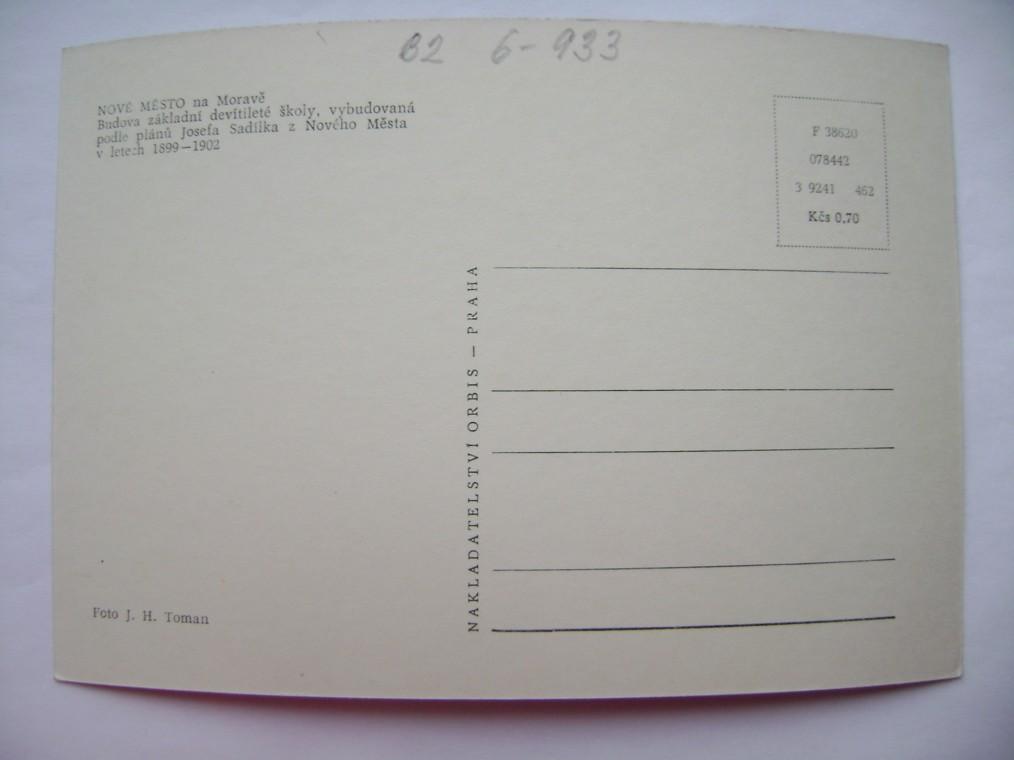 B2 6-933
NOVÉ MĚSTO na Moravě
Budova základní devítileté školy, vybudovaná
podle plánů Josefa Sadílka z Nového Města
v letech 1899—1902
F 38620
078442
3 9241 462
Kčs 0,70
NAKLADATELSTVÍ ORBIS — PRAHA
Foto J. H. Toman